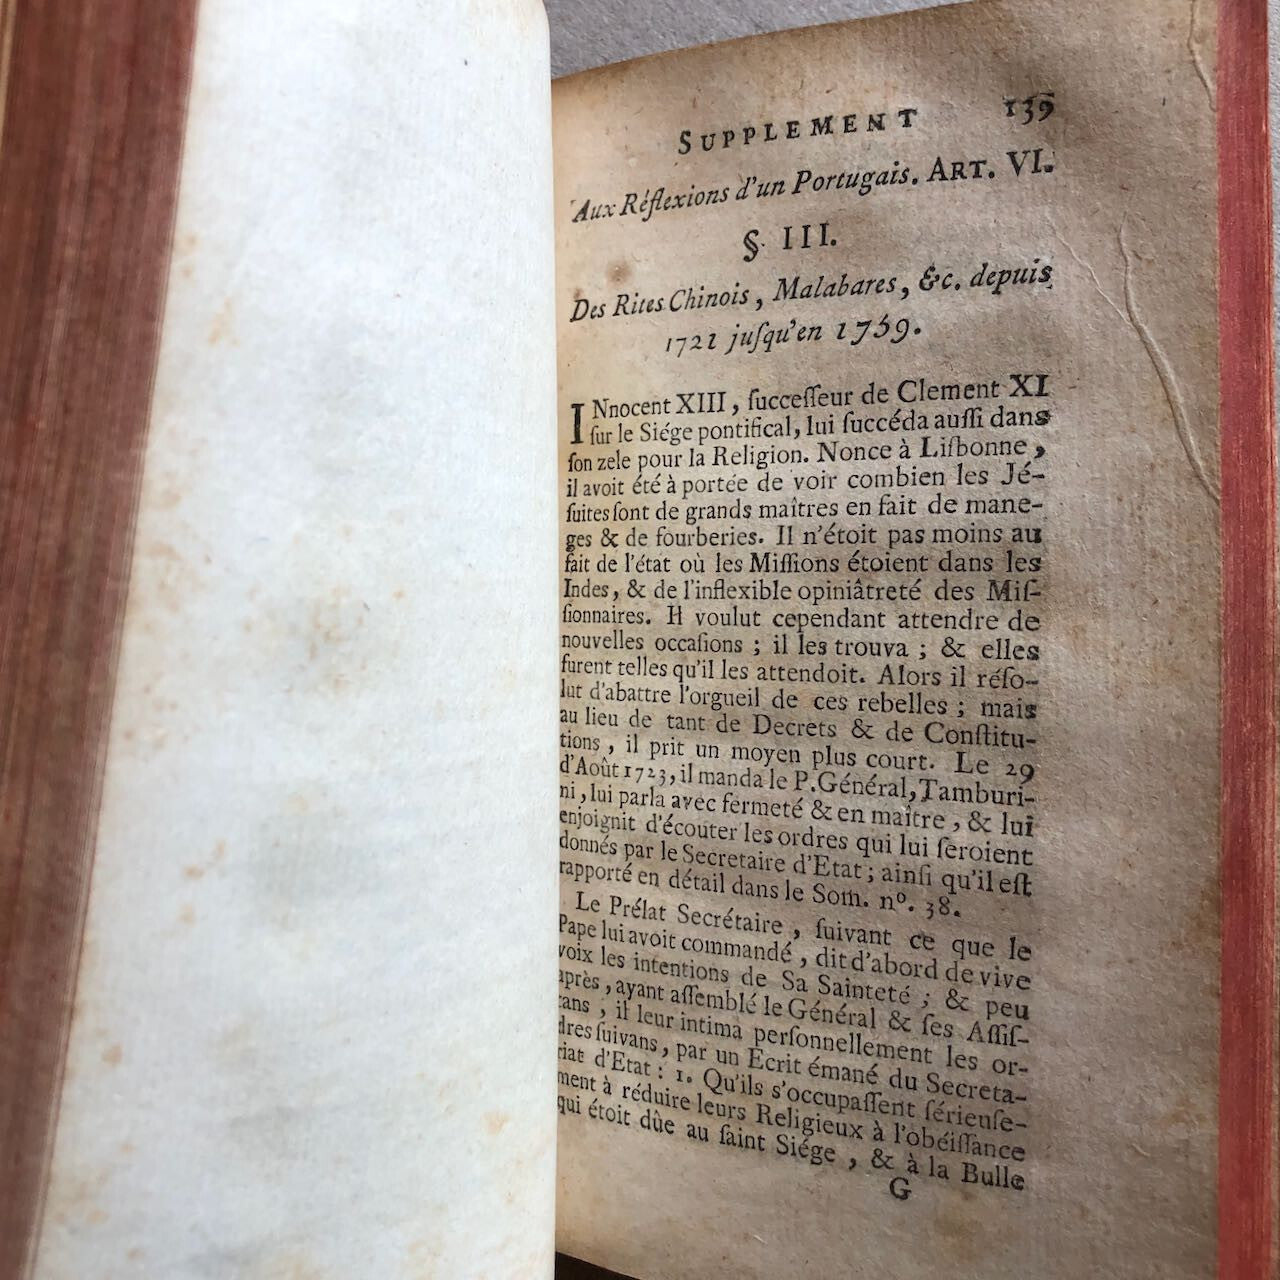 SUPPLEMENT 139
Aux Réflexions d'un Portugais. ART. VI.
§. III.
Des Rites Chinois, Malabares, &c. depuis
1721 juſqu'en 1759.
INnocent XIII, ſucceſſeur de Clement XI
ſur le Siége pontifical, lui ſuccéda auſſi dans
ſon zele pour la Religion. Nonce à Liſbonne,
il avoit été à portée de voir combien les Jé-
ſuites ſont de grands maîtres en fait de mane-
ges & de fourberies. Il n'étoit pas moins au
fait de l'état où les Miſſions étoient dans les
Indes, & de l'inflexible opiniâtreté des Miſ-
ſionnaires. Il voulut cependant attendre de
nouvelles occaſions ; il les trouva ; & elles
furent telles qu'il les attendoit. Alors il réſo-
lut d'abattre l'orgueil de ces rebelles ; mais
au lieu de tant de Decrets & de Conſtitu-
tions, il prit un moyen plus court. Le 29
d'Août 1723, il manda le P. Général, Tamburi-
ni, lui parla avec fermeté & en maître, & lui
enjoignit d'écouter les ordres qui lui ſeroient
donnés par le Secretaire d'Etat ; ainſi qu'il eſt
rapporté en détail dans le Som. nº. 38.
Le Prélat Secrétaire, ſuivant ce que le
Pape lui avoit commandé, dit d'abord de vive
voix les intentions de Sa Sainteté ; & peu
après, ayant aſſemblé le Général & ſes Aſſiſ-
tans, il leur intima perſonnellement les or-
dres ſuivans, par un Ecrit émané du Secreta-
riat d'Etat : 1. Qu'ils s'occupaſſent ſérieuſe-
ment à réduire leurs Religieux à l'obéiſſance
qui étoit dûe au ſaint Siége, & à la Bulle
G